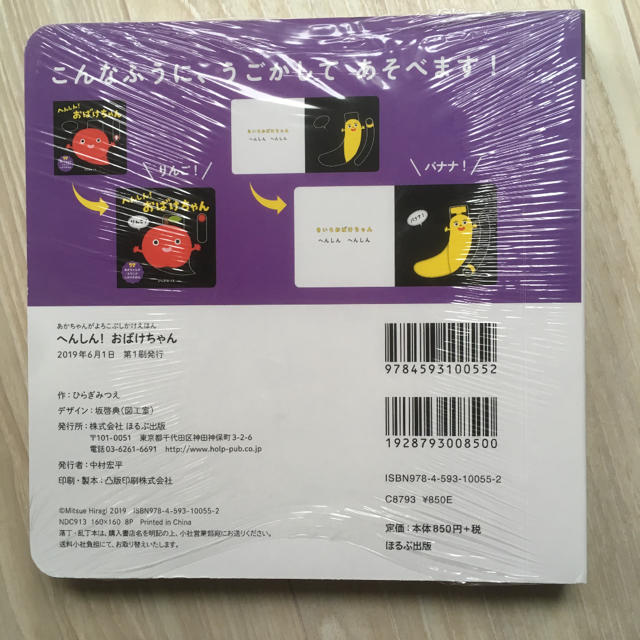 こんなふうに、うごかして あそべます!
へんしん!
おばけちゃん
きいろおばけちゃん
へんしん へんしん
りんご!
バナナ!
へんしん!
おばけちゃん
りんご!
きいろおばけちゃん
へんしん へんしん
バナナ!
あかちゃんがよろこぶしかけえほん
へんしん! おばけちゃん
2019年6月1日 第1刷発行
作:ひらぎみつえ
デザイン:坂啓典(図工室)
発行所:株式会社 ほるぷ出版
〒101-0051 東京都千代田区神田神保町3-2-6
電話03-6261-6691 http://www.holp-pub.co.jp
発行者:中村宏平
印刷・製本:凸版印刷株式会社
©Mitsue Hiragi 2019 ISBN978-4-593-10055-2
NDC913 160×160 8P Printed in China
落丁・乱丁本は、購入書店名を明記の上、小社営業部宛にお送りください。
送料小社負担にて、お取り替えいたします。
9784593100552
1928793008500
ISBN978-4-593-10055-2
C8793 ¥850E
定価:本体850円+税
ほるぷ出版